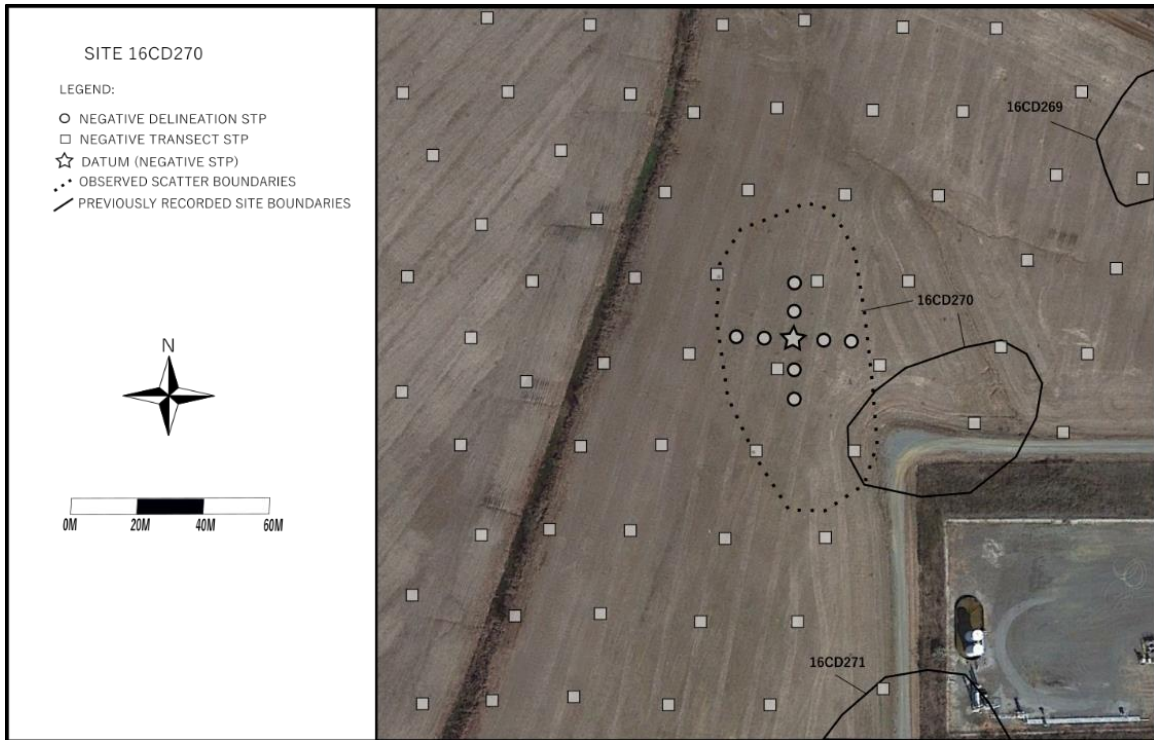 SITE 16CD270
LEGEND:
NEGATIVE DELINEATION STP
NEGATIVE TRANSECT STP
DATUM (NEGATIVE STP)
OBSERVED SCATTER BOUNDARIES
PREVIOUSLY RECORDED SITE BOUNDARIES
N
0M 20M 40M 60M
16CD269
16CD270
16CD271